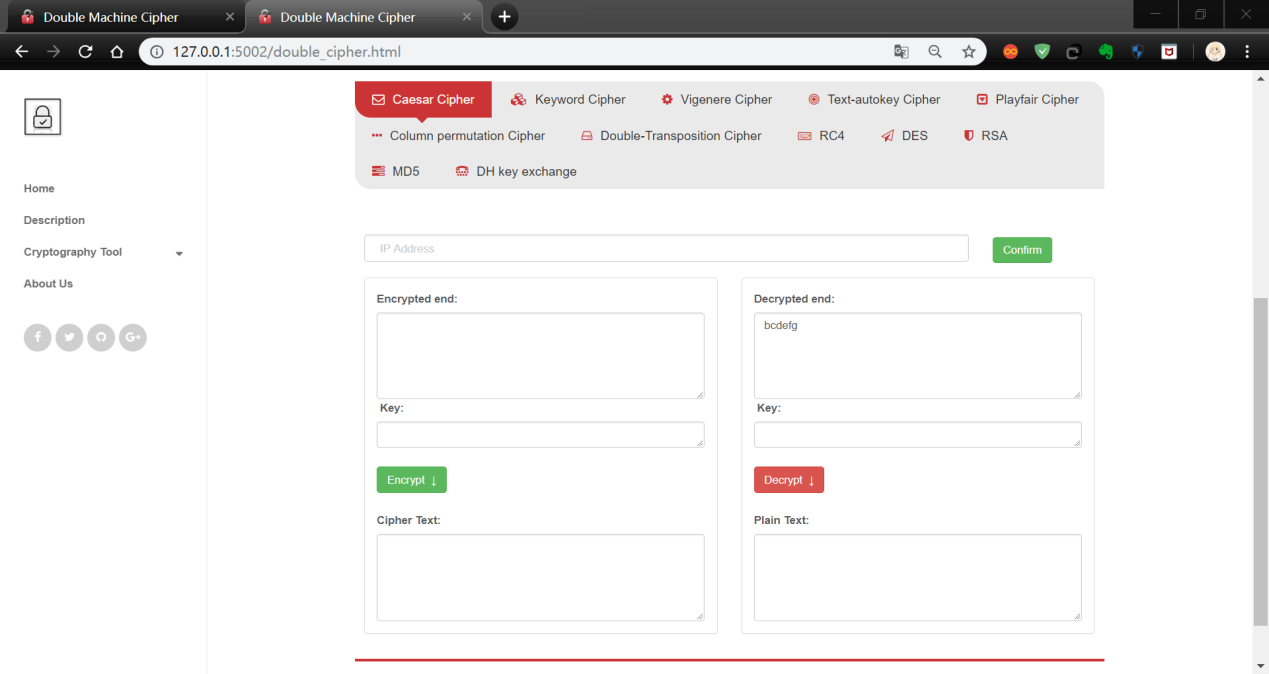 Double Machine Cipher Double Machine Cipher
127.0.0.1:5002/double_cipher.html
Caesar Cipher Keyword Cipher Vigenere Cipher Text-autokey Cipher Playfair Cipher
Column permutation Cipher Double-Transposition Cipher RC4 DES RSA
MD5 DH key exchange
Home
Description
Cryptography Tool
About Us
IP Address Confirm
Encrypted end: Decrypted end:
bcdefg
Key: Key:
Encrypt ↓ Decrypt ↓
Cipher Text: Plain Text: